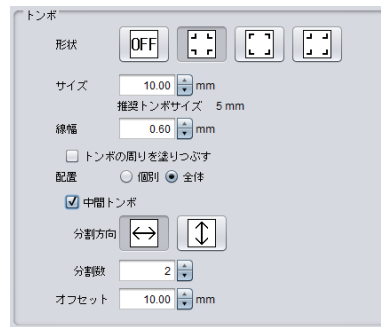 トンボ
形状 OFF
サイズ 10.00 mm
推奨トンボサイズ 5 mm
線幅 0.60 mm
トンボの周りを塗りつぶす
配置 個別 全体
中間トンボ
分割方向
分割数 2
オフセット 10.00 mm